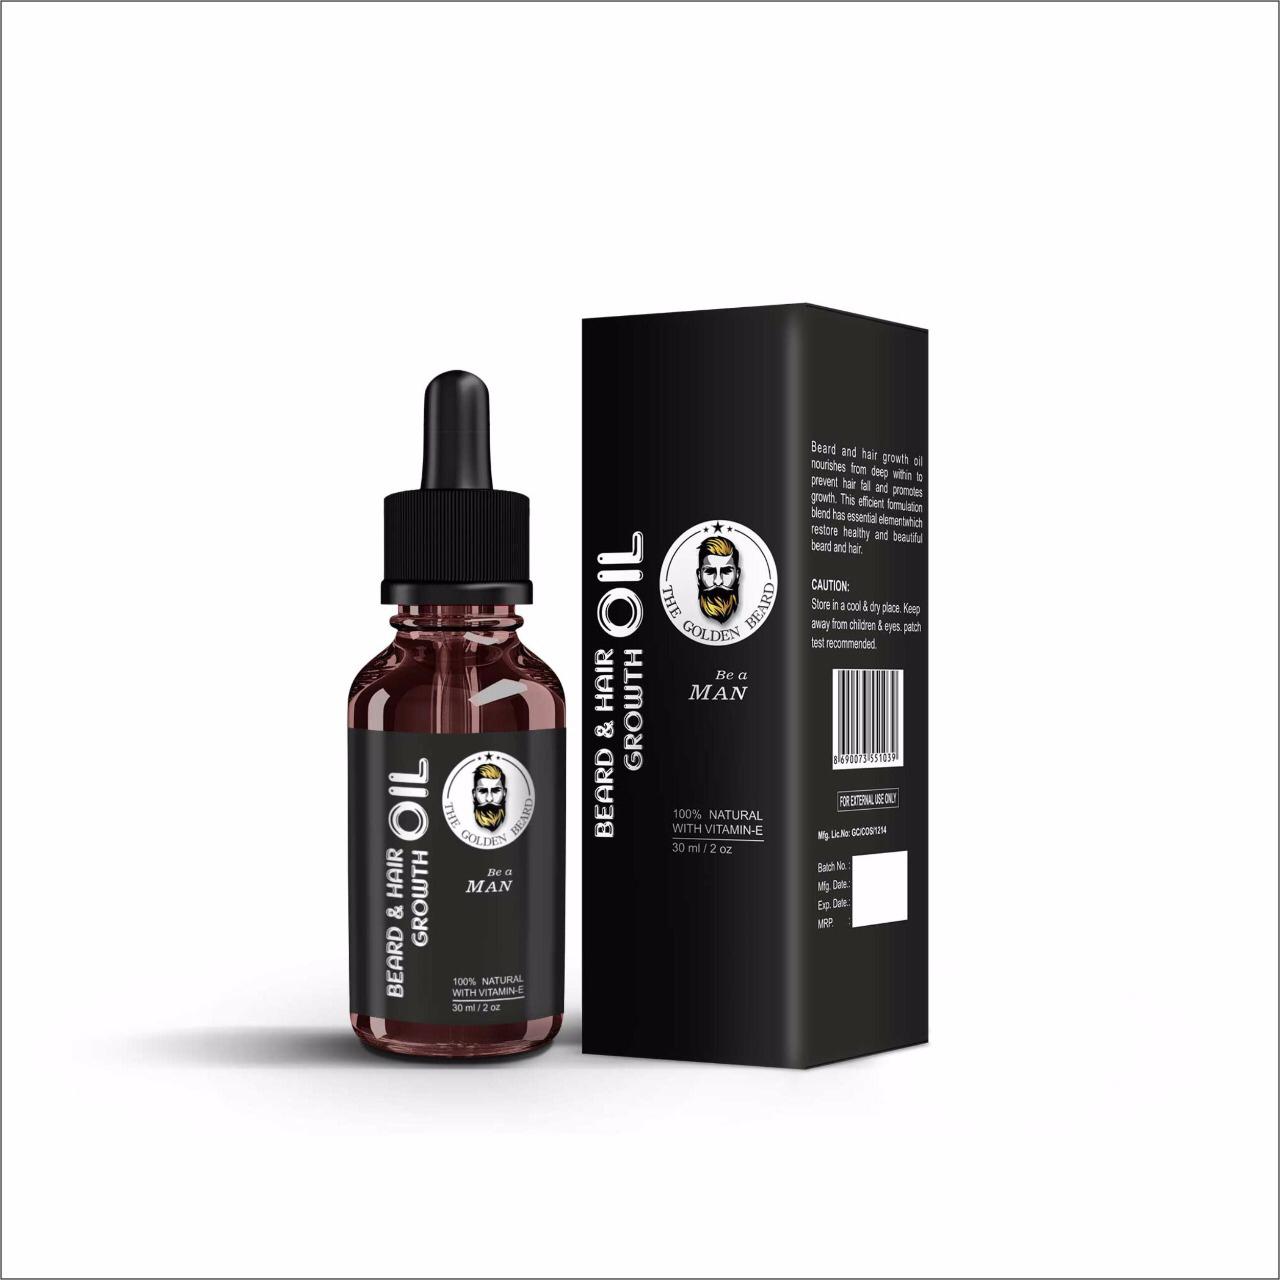 BEARD & HAIR
GROWTH
OIL
THE GOLDEN BEARD
Be a
MAN
100% NATURAL
WITH VITAMIN-E
30 ml / 2 oz
BEARD & HAIR
GROWTH
OIL
THE GOLDEN BEARD
Be a
MAN
100% NATURAL
WITH VITAMIN-E
30 ml / 2 oz
Beard and hair growth oil
nourishes from deep within to
prevent hair fall and promotes
growth. This efficient formulation
blend has essential elementwhich
restore healthy and beautiful
beard and hair.
CAUTION:
Store in a cool & dry place. Keep
away from children & eyes. patch
test recommended.
8 690073 551039
FOR EXTERNAL USE ONLY
Mfg. Lic.No: GC/COS/1214
Batch No. :
Mfg. Date.:
Exp. Date.:
MRP. :